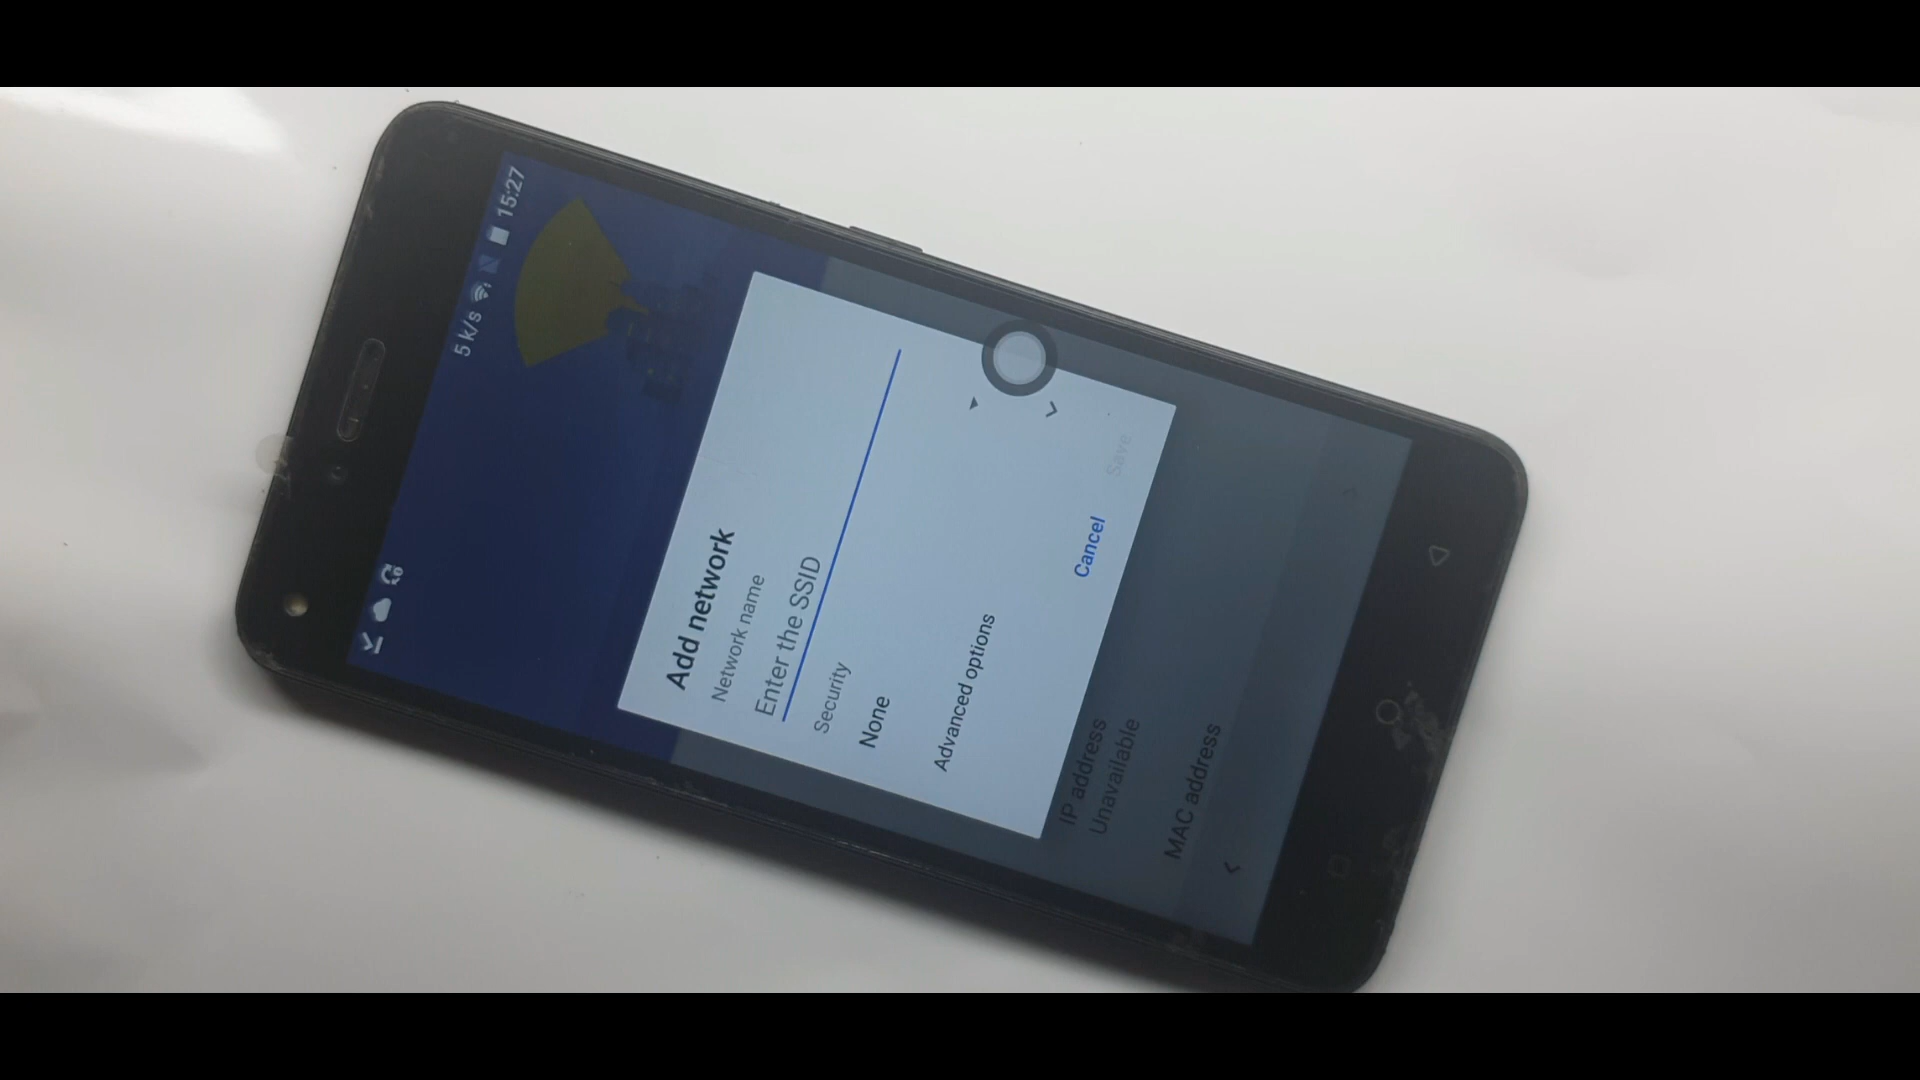 5 k/s 15:27
Add network
Network name
Enter the SSID
Security
None
Advanced options
Cancel Save
IP address
Unavailable
MAC address